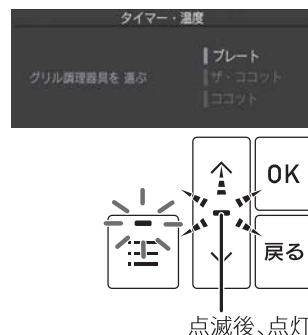 タイマー・温度
グリル調理器具を 選ぶ
プレート
ザ・ココット
ココット
OK
戻る
点滅後、点灯